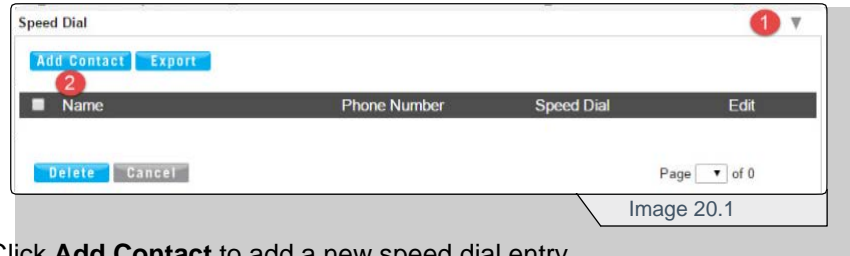 Speed Dial 1
Add Contact Export
2
Name Phone Number Speed Dial Edit
Delete Cancel Page of 0
Image 20.1
Click Add Contact to add a new speed dial entry